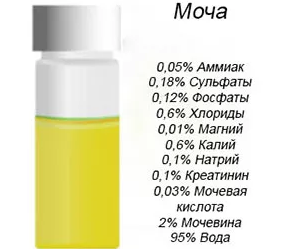 Моча
0,05% Аммиак
0,18% Сульфаты
0,12% Фосфаты
0,6% Хлориды
0,01% Магний
0,6% Калий
0,1% Натрий
0,1% Креатинин
0,03% Мочевая
кислота
2% Мочевина
95% Вода